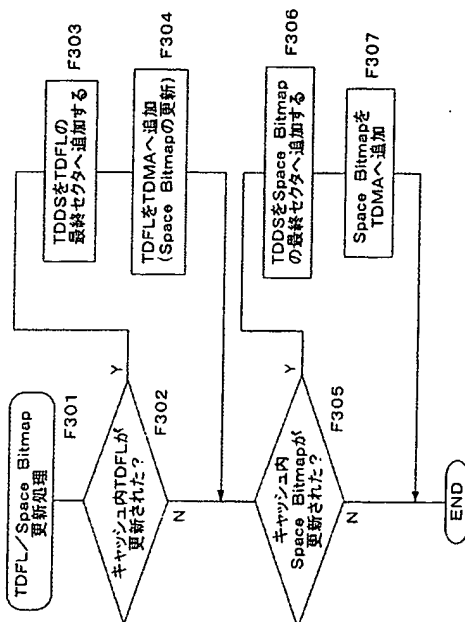 TDFL／Space Bitmap
更新処理
F301
キャッシュ内TDFLが
更新された？
F302
Y
N
TDDSをTDFLの
最終セクタへ追加する
F303
TDFLをTDMAへ追加
(Space Bitmapの更新)
F304
キャッシュ内
Space Bitmapが
更新された？
F305
Y
N
TDDSをSpace Bitmap
の最終セクタへ追加する
F306
Space Bitmapを
TDMAへ追加
F307
END